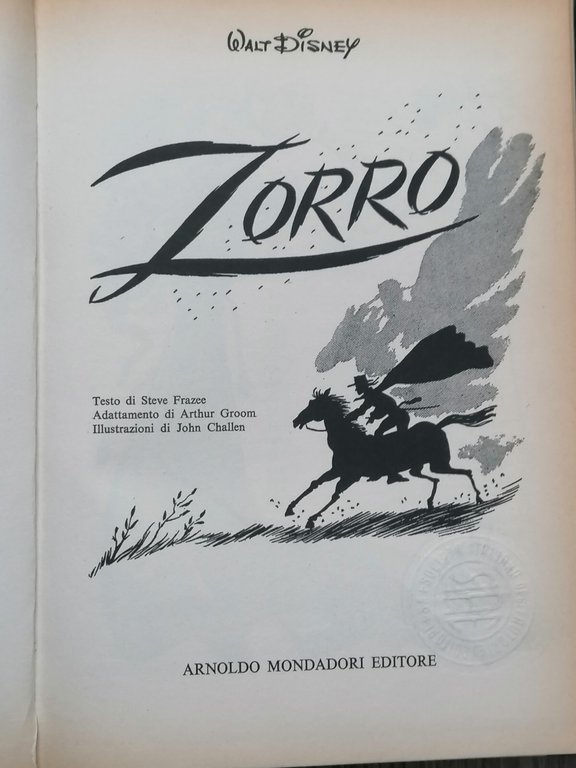 WALT DISNEY
ZORRO
Testo di Steve Frazee
Adattamento di Arthur Groom
Illustrazioni di John Challen
ARNOLDO MONDADORI EDITORE